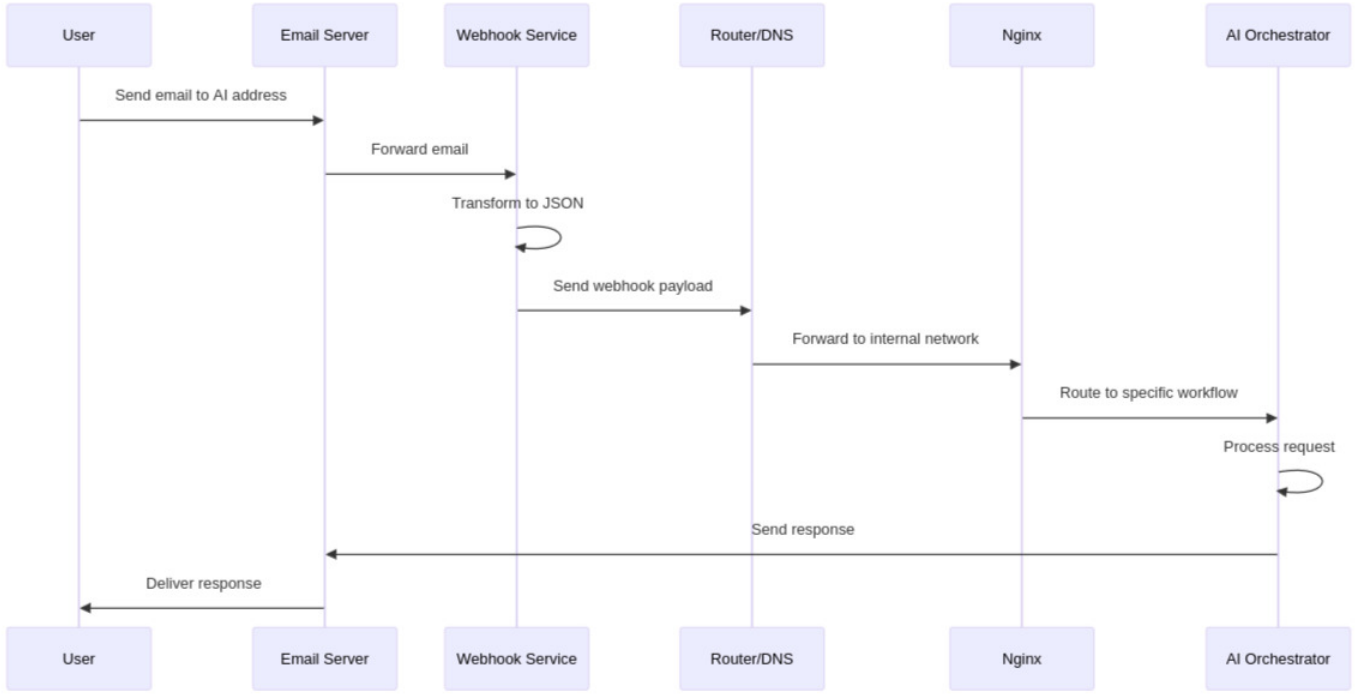 User
Email Server
Webhook Service
Router/DNS
Nginx
AI Orchestrator
Send email to AI address
Forward email
Transform to JSON
Send webhook payload
Forward to internal network
Route to specific workflow
Process request
Send response
Deliver response
User
Email Server
Webhook Service
Router/DNS
Nginx
AI Orchestrator